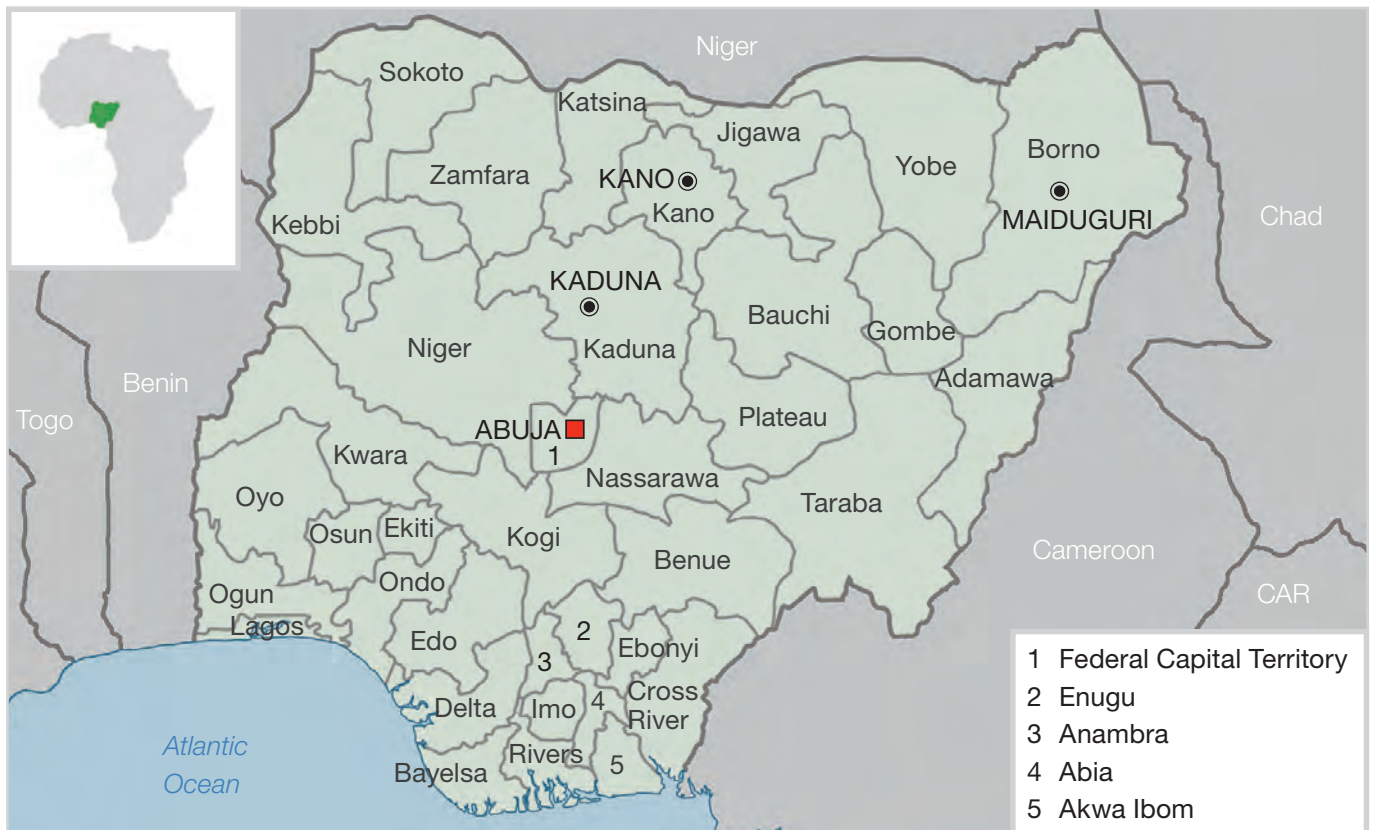 Niger
Sokoto
Katsina
Jigawa
Borno
Yobe
Zamfara
KANO
Kano
Kebbi
MAIDUGURI
Chad
KADUNA
Bauchi
Gombe
Niger
Kaduna
Adamawa
Benin
Togo
Plateau
ABUJA
1
Kwara
Nassarawa
Oyo
Taraba
Osun
Ekiti
Kogi
Benue
Cameroon
Ondo
Ogun
CAR
Lagos
Edo
2
Ebonyi
3
Cross
River
4
Delta
Imo
Atlantic
Ocean
Rivers
Bayelsa
5
1 Federal Capital Territory
2 Enugu
3 Anambra
4 Abia
5 Akwa Ibom